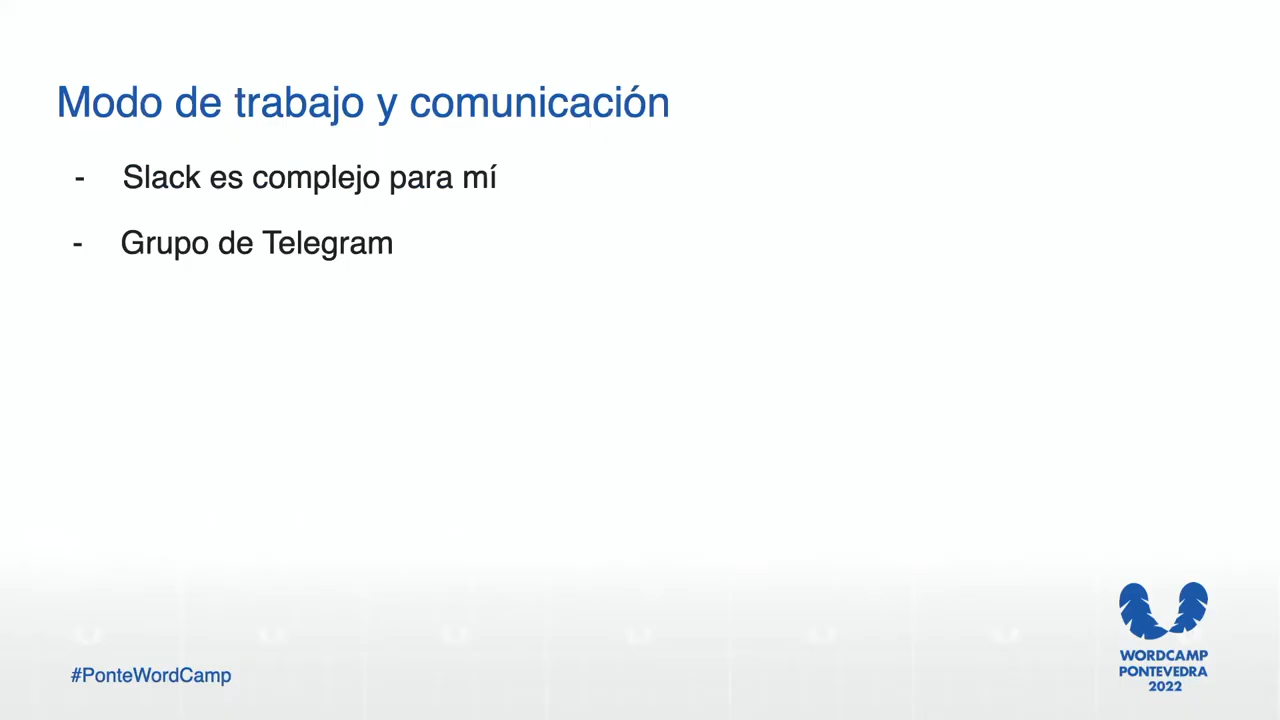 Modo de trabajo y comunicación
- Slack es complejo para mí
- Grupo de Telegram
#PonteWordCamp
WORDCAMP
PONTEVEDRA
2022